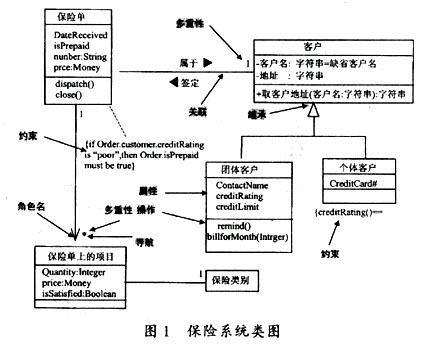 保险单
DateReceived
isPrepaid
nunber:String
prce:Money
dispatch()
close()
多重性
客户
-客户名: 字符串=缺省客户名
-地址 : 字符串
+取客户地址(客户名:字符串):字符串
属于
1
签定
关联
继承
1
约束
{if Order.customer.creditRating
is "poor",then Order.isPrepaid
must be true}
团体客户
ContactName
creditRating
creditLimit
remind()
billforMonth(Intrger)
个体客户
CreditCard#
{creditRating()==
约束
属性
角色名
多重性 操作
*
导航
保险单上的项目
Quantity:Integer
price:Money
isSatisfied:Boolean
1
保险类别
图 1 保险系统类图